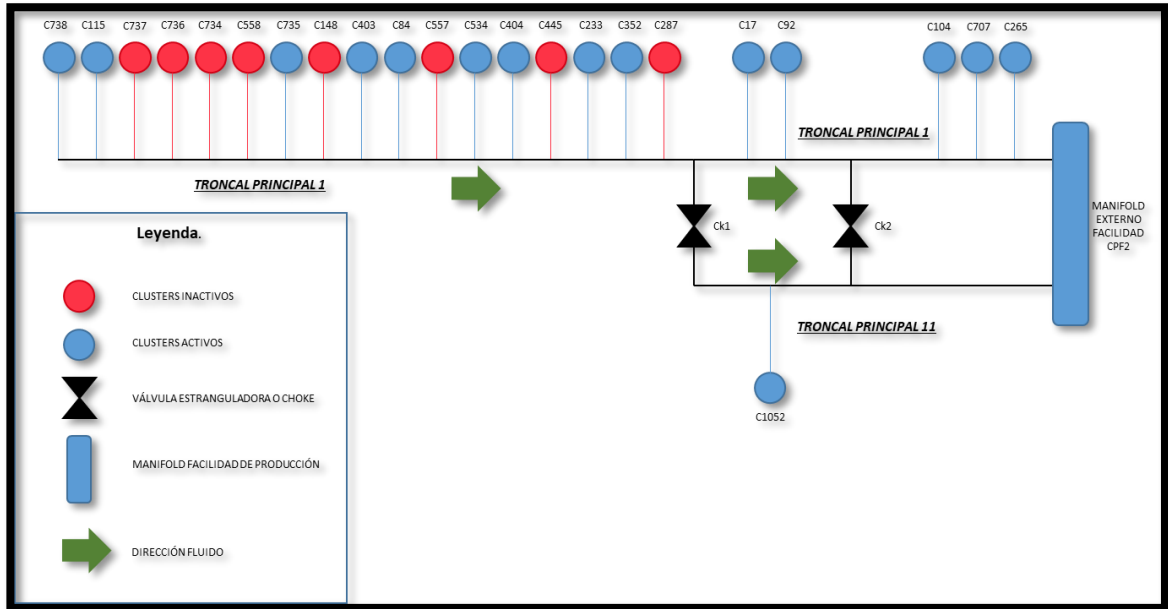 C738 C115 C737 C736 C734 C558 C735 C148 C403 C84 C557 C534 C404 C445 C233 C352 C287 C17 C92 C104 C707 C265
TRONCAL PRINCIPAL 1
TRONCAL PRINCIPAL 1
Ck1
Ck2
MANIFOLD
EXTERNO
FACILIDAD
CPF2
TRONCAL PRINCIPAL 11
C1052
Leyenda.
CLUSTERS INACTIVOS
CLUSTERS ACTIVOS
VÁLVULA ESTRANGULADORA O CHOKE
MANIFOLD FACILIDAD DE PRODUCCIÓN
DIRECCIÓN FLUIDO